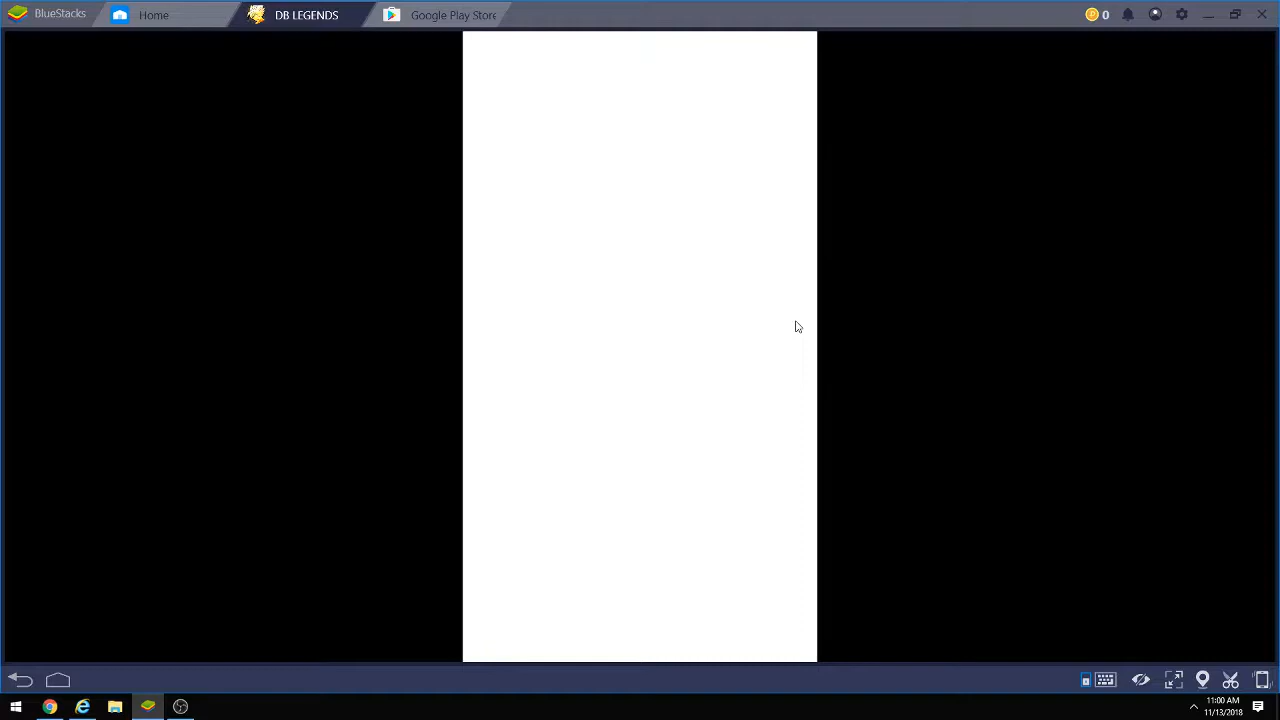 BlueStacks
Home
DB LEGENDS
Google Play Store
0
11:00 AM
11/13/2018